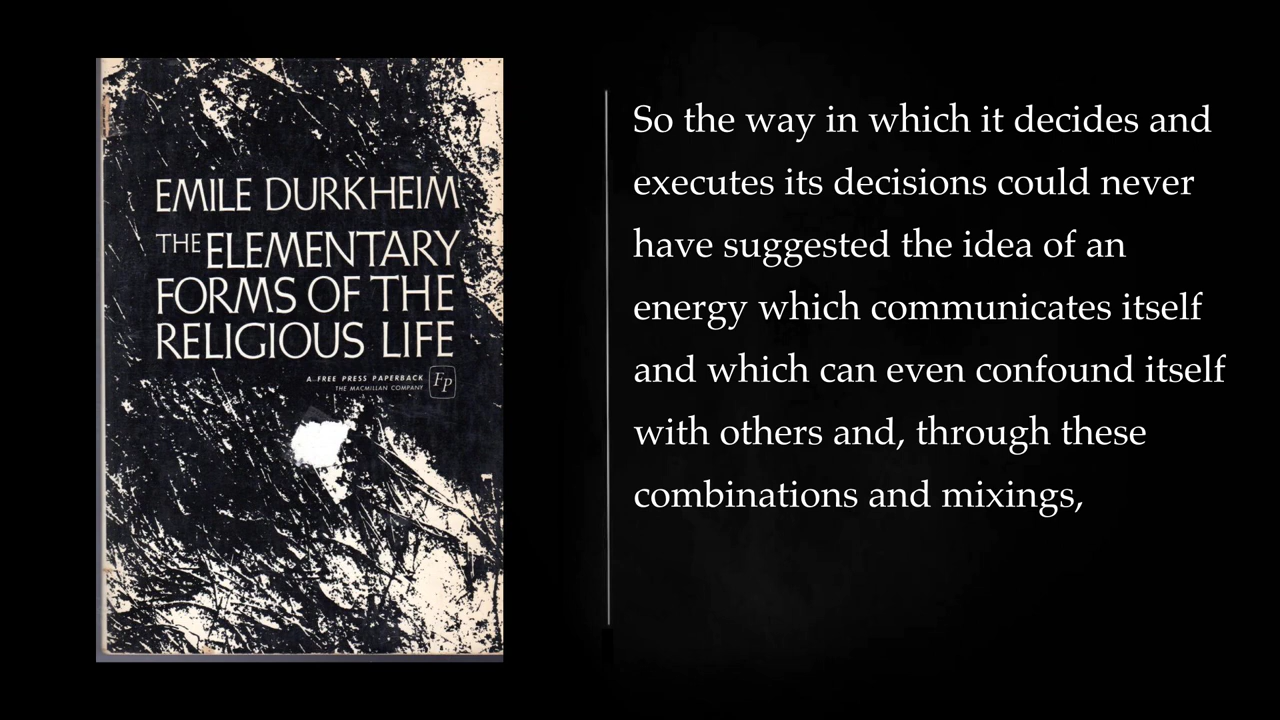 EMILE DURKHEIM
THE ELEMENTARY
FORMS OF THE
RELIGIOUS LIFE
A FREE PRESS PAPERBACK
THE MACMILLAN COMPANY
Fp
So the way in which it decides and
executes its decisions could never
have suggested the idea of an
energy which communicates itself
and which can even confound itself
with others and, through these
combinations and mixings,